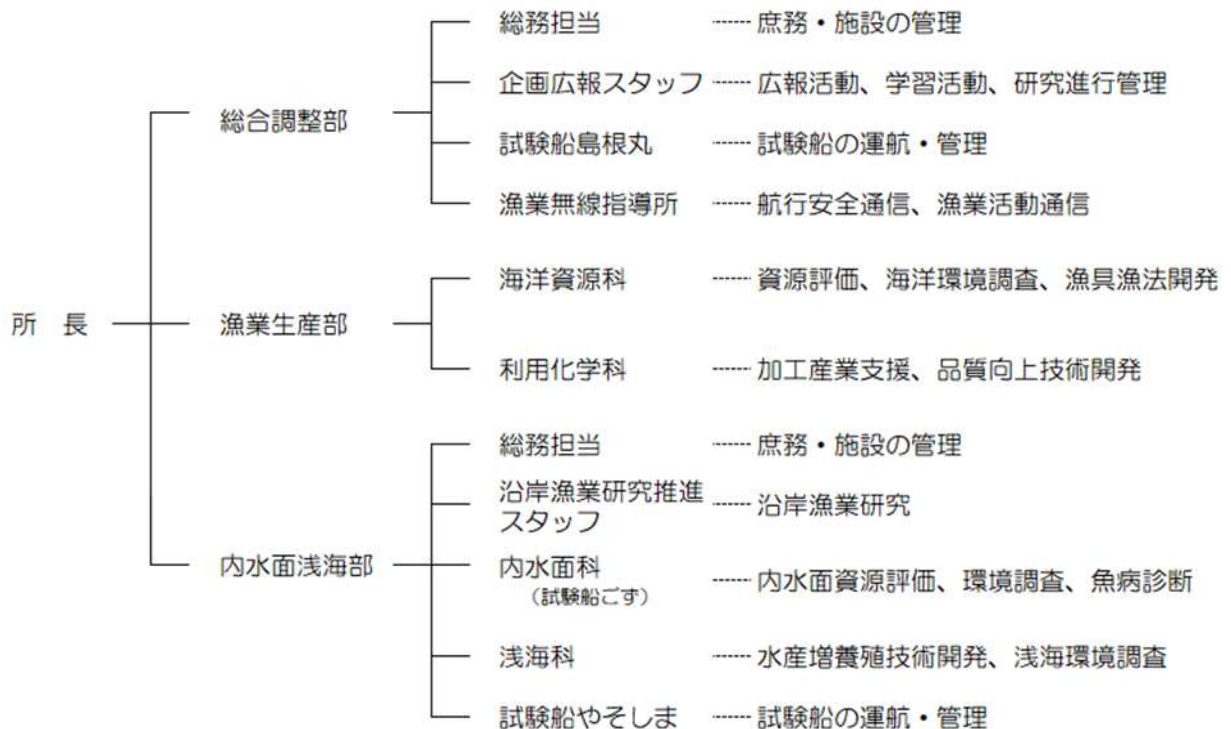 総務担当 ------ 庶務・施設の管理
企画広報スタッフ ------ 広報活動、学習活動、研究進行管理
総合調整部
試験船島根丸 ------ 試験船の運航・管理
漁業無線指導所 ------ 航行安全通信、漁業活動通信
海洋資源科 ------ 資源評価、海洋環境調査、漁具漁法開発
所 長
漁業生産部
利用化学科 ------ 加工産業支援、品質向上技術開発
総務担当 ------ 庶務・施設の管理
沿岸漁業研究推進
スタッフ ------ 沿岸漁業研究
内水面浅海部
内水面科
（試験船ごず） ------ 内水面資源評価、環境調査、魚病診断
浅海科 ------ 水産増養殖技術開発、浅海環境調査
試験船やそしま ------ 試験船の運航・管理